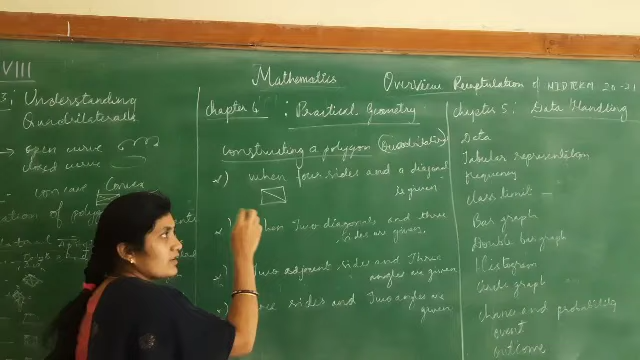 VIII
Mathematics
Overview Recaptulation of MIDTERM 20-21
3: Understanding
Quadrilaterals
→ open curve
closed curve
concave Convex
Chapter 4 : Practical Geometry
Constructing a polygon (Quadrilateral)
when four sides and a diagonal
is given
When Two diagonals and three
sides are given
Two adjacent sides and Three
angles are given
sides and Two angles are
given
Chapter 5: Data Handling
Data
Tabular representation
frequency
class limit —
Bar graph
Double bar graph
Histogram
graph
chance and probability
event
outcome